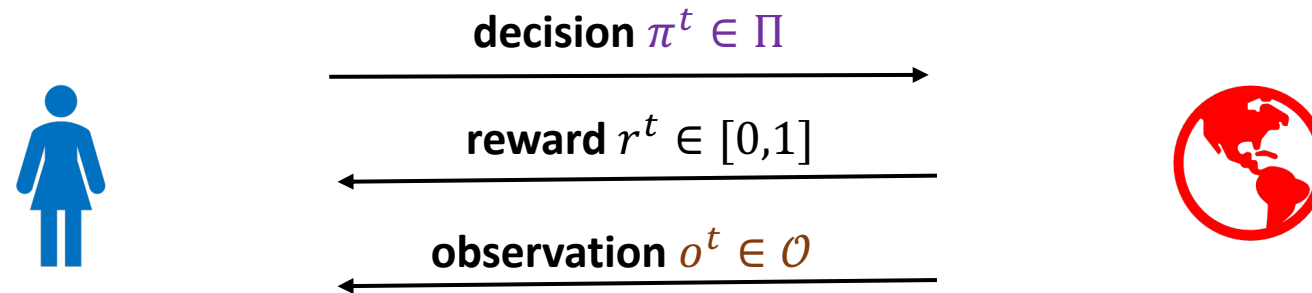 decision π^t ∈ Π
reward r^t ∈ [0,1]
observation o^t ∈ 𝒪